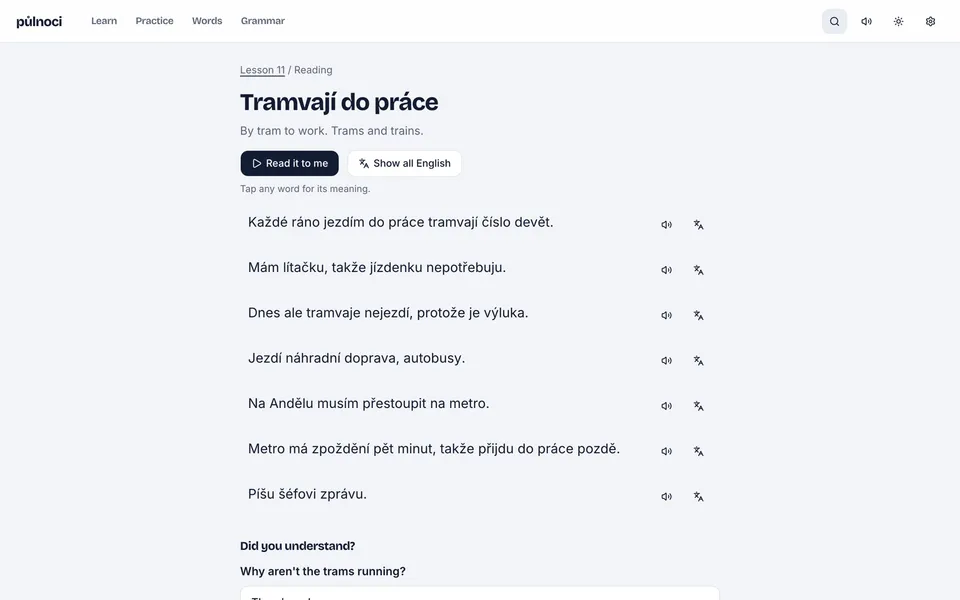 půlnoci Learn Practice Words Grammar
Lesson 11 / Reading
Tramvají do práce
By tram to work. Trams and trains.
Read it to me Show all English
Tap any word for its meaning.
Každé ráno jezdím do práce tramvají číslo devět.
Mám lítačku, takže jízdenku nepotřebuju.
Dnes ale tramvaje nejezdí, protože je výluka.
Jezdí náhradní doprava, autobusy.
Na Andělu musím přestoupit na metro.
Metro má zpoždění pět minut, takže přijdu do práce pozdě.
Píšu šéfovi zprávu.
Did you understand?
Why aren't the trams running?